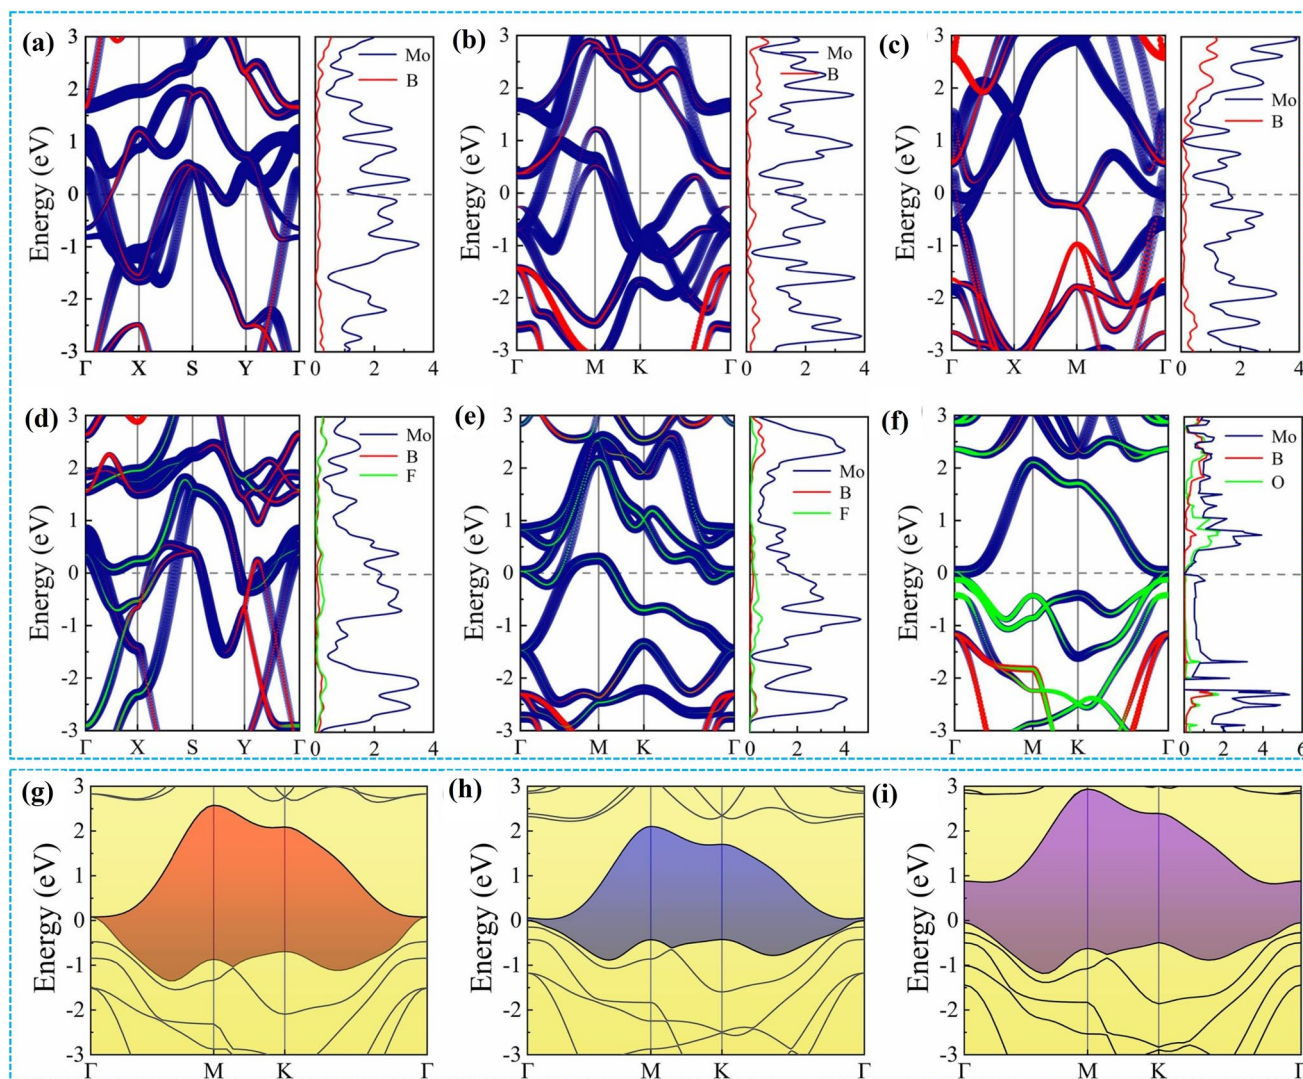 (a)
Energy (eV)
3
2
1
0
-1
-2
-3
Γ X S Y Γ
Mo
B
0 2 4
(b)
Energy (eV)
3
2
1
0
-1
-2
-3
Γ M K Γ
Mo
B
0 2 4
(c)
Energy (eV)
3
2
1
0
-1
-2
-3
Γ X M Γ
Mo
B
0 2 4
(d)
Energy (eV)
3
2
1
0
-1
-2
-3
Γ X S Y Γ
Mo
B
F
0 2 4
(e)
Energy (eV)
3
2
1
0
-1
-2
-3
Γ M K Γ
Mo
B
F
0 2 4
(f)
Energy (eV)
3
2
1
0
-1
-2
-3
Γ M K Γ
Mo
B
O
0 2 4 6
(g)
Energy (eV)
3
2
1
0
-1
-2
-3
Γ M K Γ
(h)
Energy (eV)
3
2
1
0
-1
-2
-3
Γ M K Γ
(i)
Energy (eV)
3
2
1
0
-1
-2
-3
Γ M K Γ